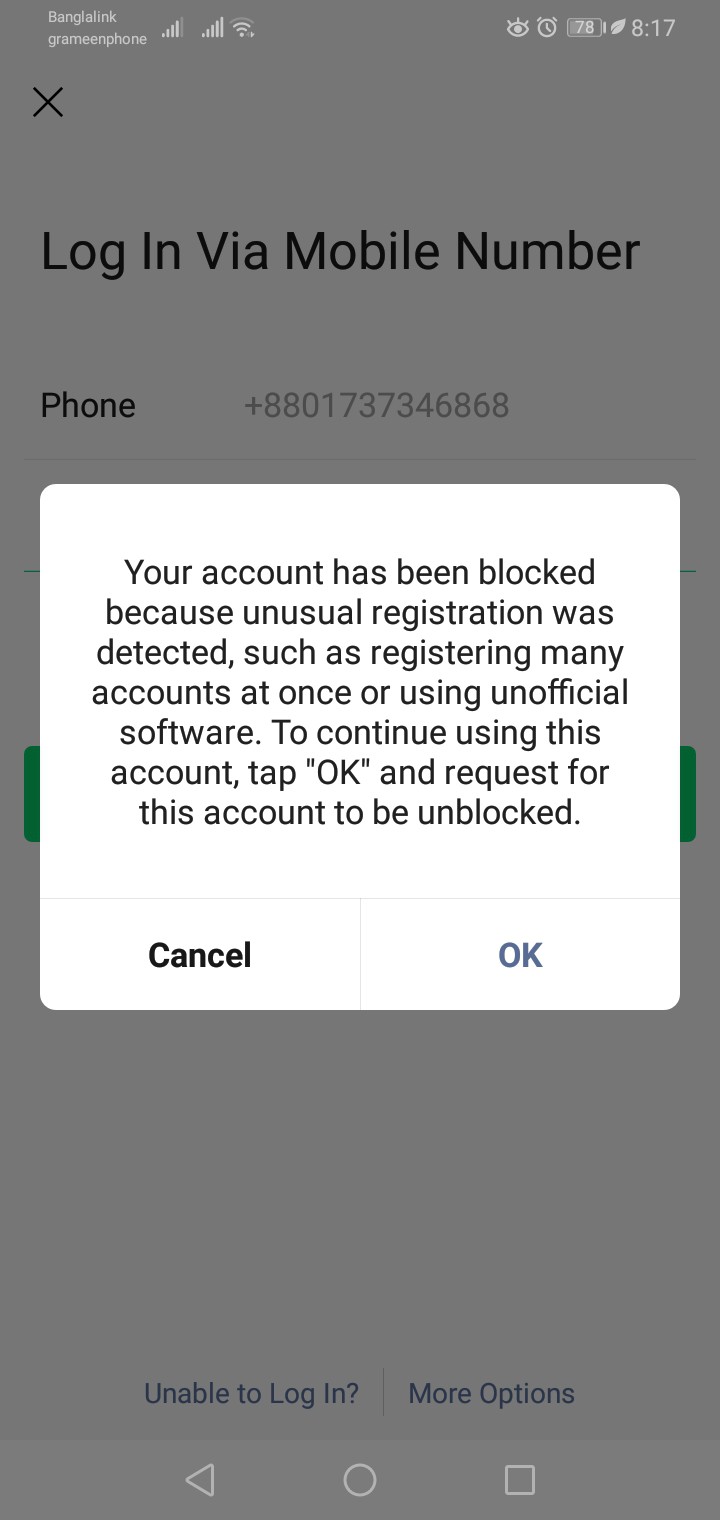 Banglalink
grameenphone
78
8:17
Log In Via Mobile Number
Phone +8801737346868
Your account has been blocked
because unusual registration was
detected, such as registering many
accounts at once or using unofficial
software. To continue using this
account, tap "OK" and request for
this account to be unblocked.
Cancel OK
Unable to Log In? More Options